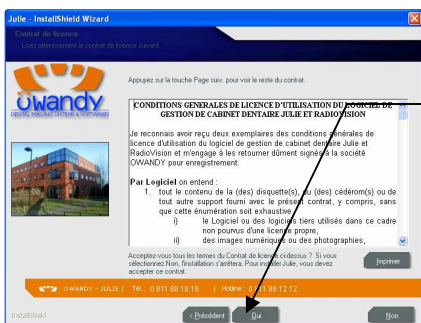 Julie - InstallShield Wizard
Contrat de licence
Lisez attentivement le contrat de licence suivant.
Owandy
DENTAL IMAGING SYSTEMS & SOFTWARES
Appuyez sur la touche Page suiv. pour voir le reste du contrat.
CONDITIONS GENERALES DE LICENCE D'UTILISATION DU LOGICIEL DE
GESTION DE CABINET DENTAIRE JULIE ET RADIOVISION
Je reconnais avoir reçu deux exemplaires des conditions générales de
licence d'utilisation du logiciel de gestion de cabinet dentaire Julie et
RadioVision et m'engage à les retourner dûment signés à la société
OWANDY pour enregistrement.
Par Logiciel on entend :
1. tout le contenu de la (des) disquette(s), du (des) cédérom(s) ou de
tout autre support fourni avec le présent contrat, y compris, sans
que cette énumération soit exhaustive :
i) le Logiciel ou des logiciels tiers utilisés dans ce cadre
non pourvus d'une licence propre,
ii) des images numériques ou des photographies,
Acceptez-vous tous les termes du Contrat de licence ci-dessus ? Si vous
sélectionnez Non, l'installation s'arrêtera. Pour installer Julie, vous devez
accepter ce contrat.
Imprimer
OWANDY - JULIE | Tél. : 0 811 88 18 18 | Hotline : 0 811 88 12 12
InstallShield
< Précédent
Oui
Non